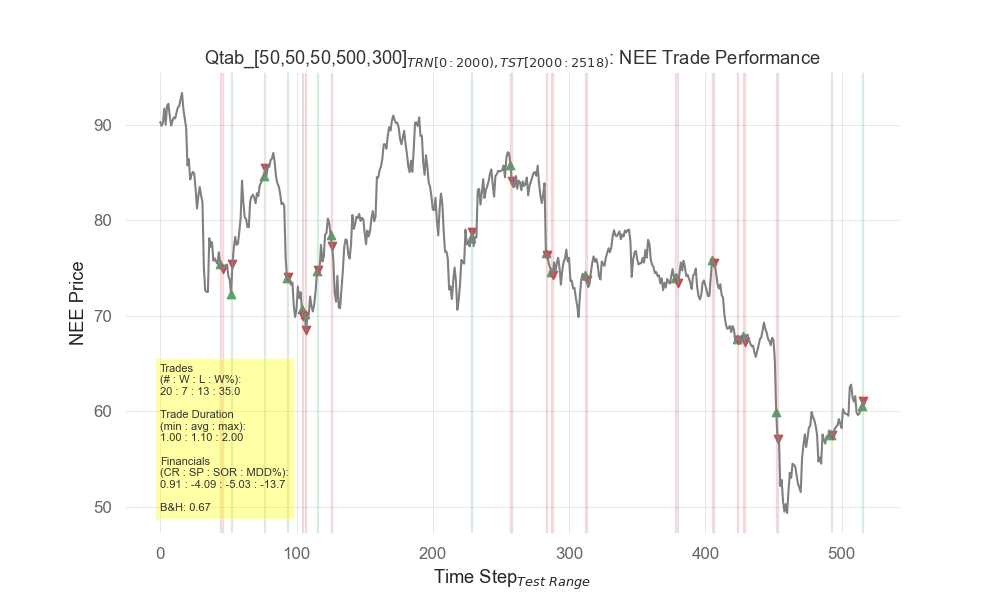 Qtab_[50,50,50,500,300]TRN[0:2000),TST[2000:2518): NEE Trade Performance
NEE Price
90
80
70
60
50
Trades
(# : W : L : W%):
20 : 7 : 13 : 35.0
Trade Duration
(min : avg : max):
1.00 : 1.10 : 2.00
Financials
(CR : SP : SOR : MDD%):
0.91 : -4.09 : -5.03 : -13.7
B&H: 0.67
0 100 200 300 400 500
Time StepTest Range